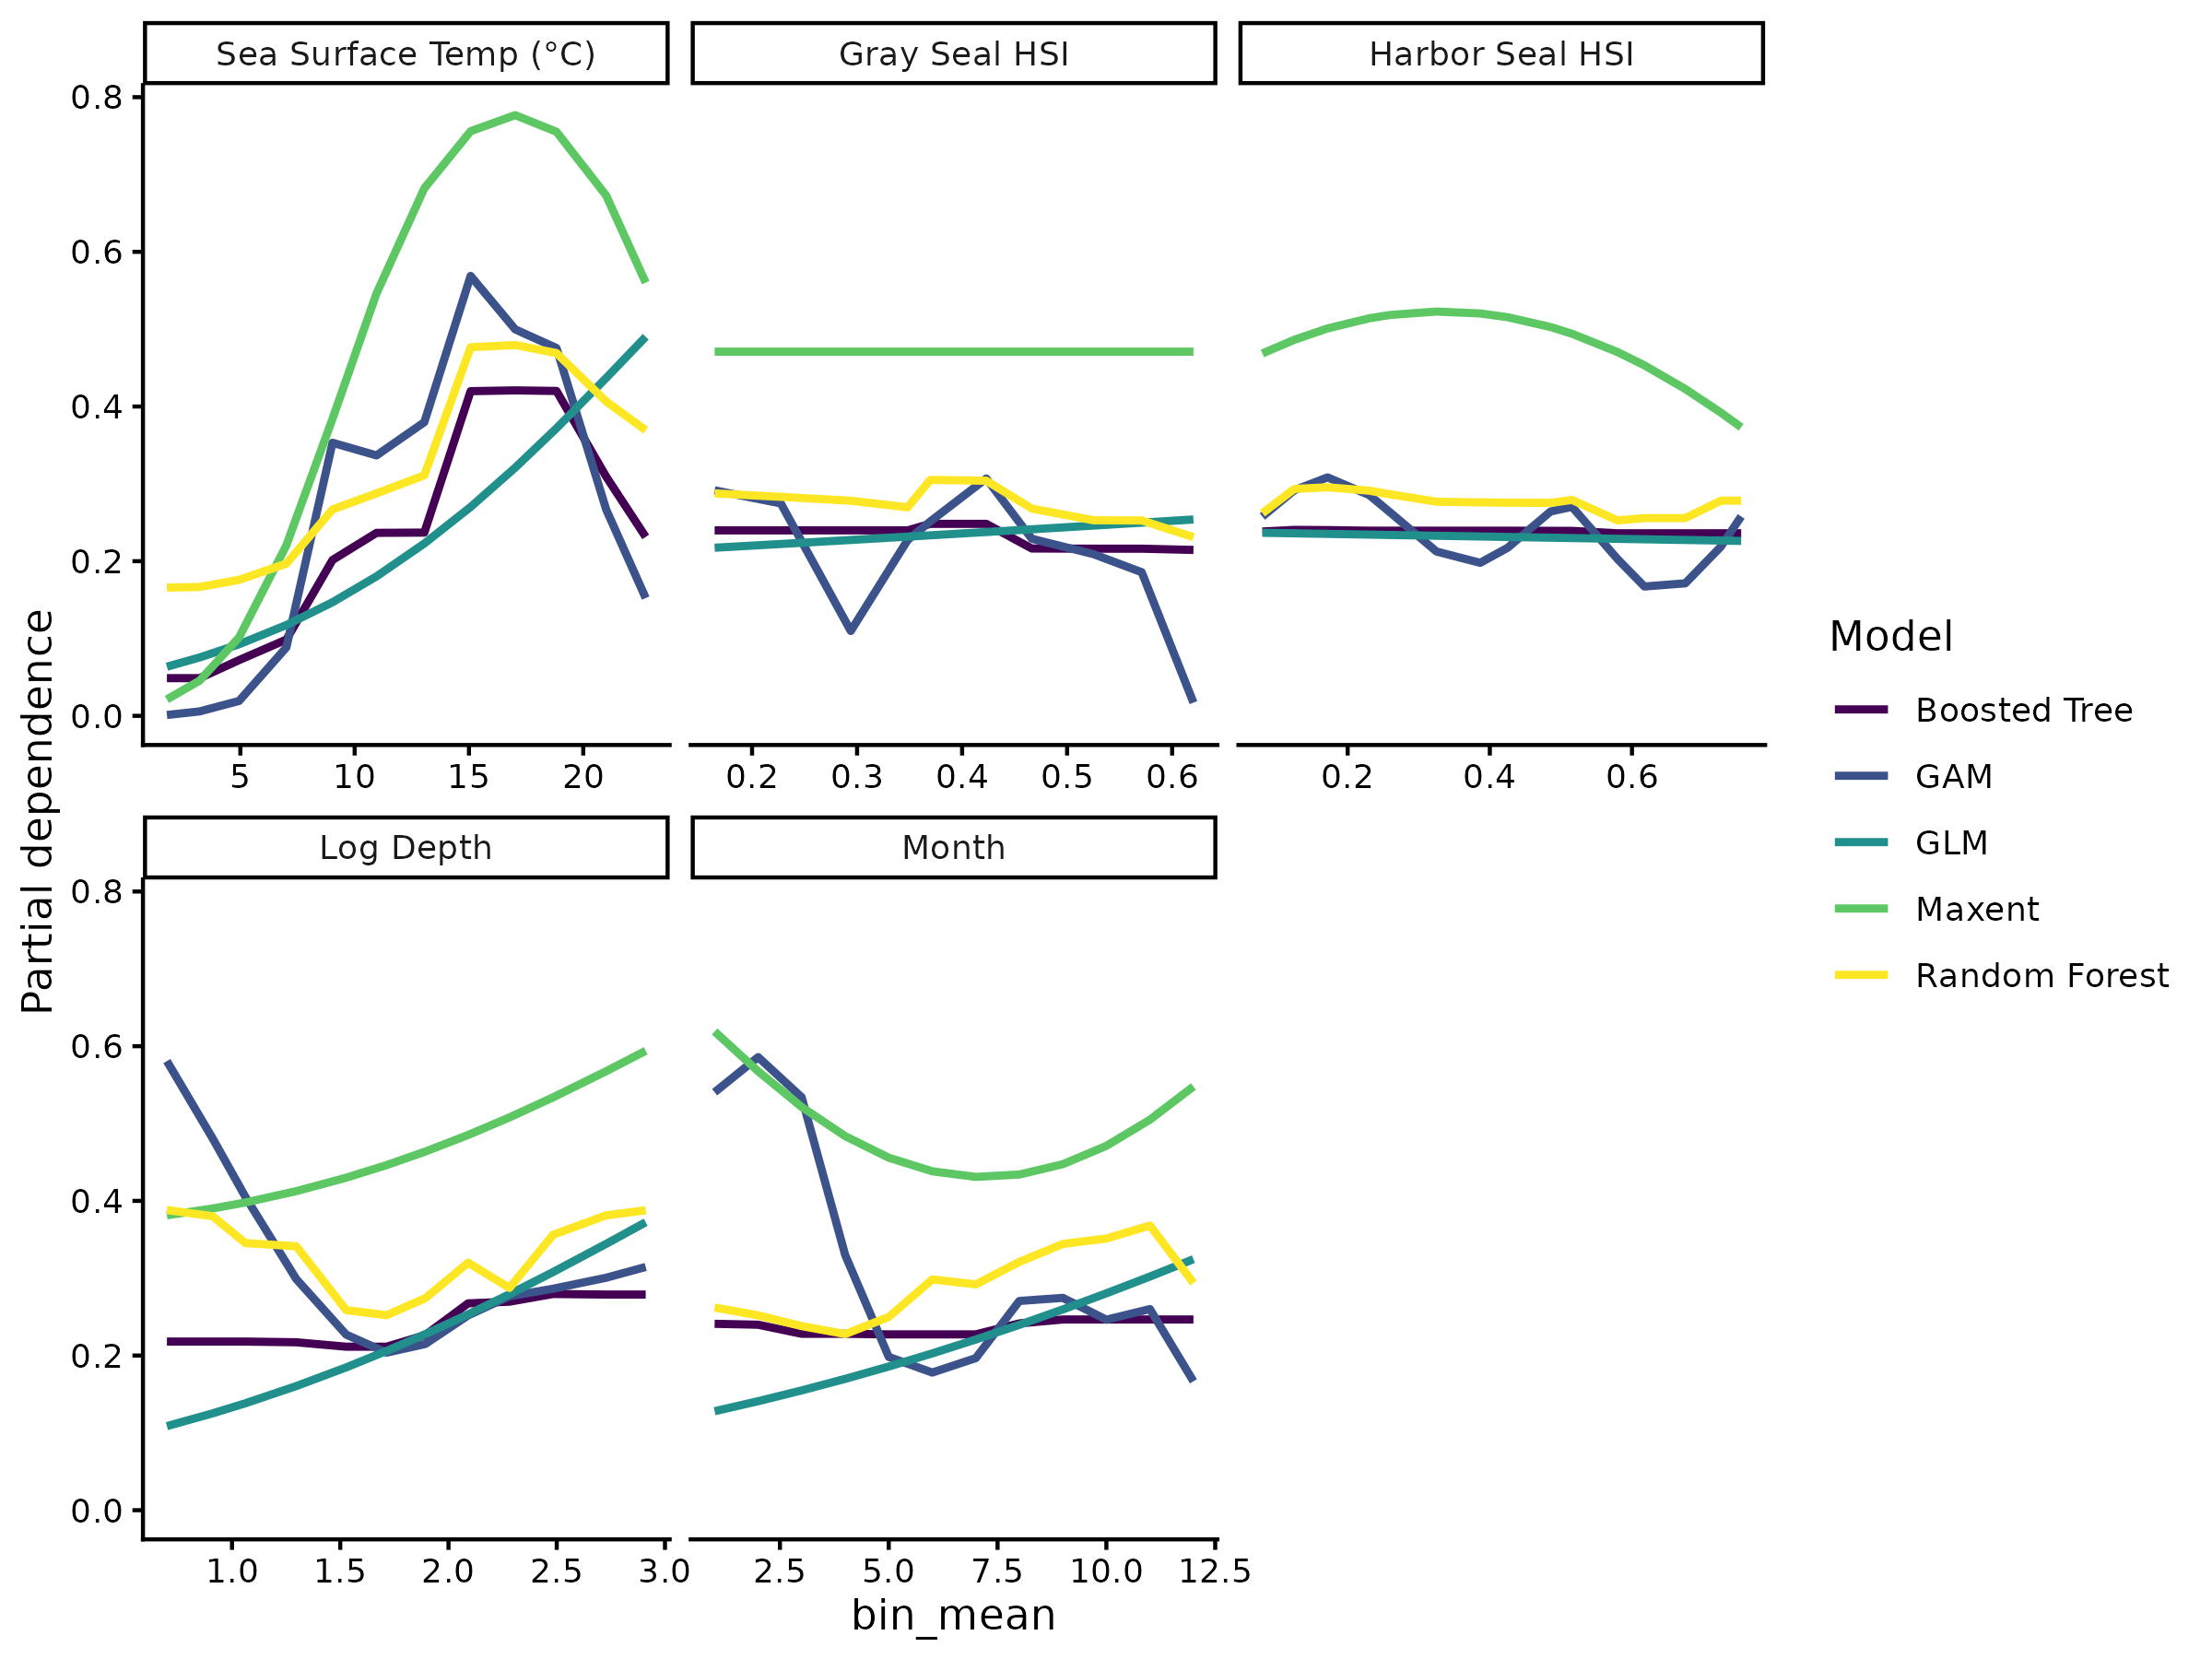 Sea Surface Temp (°C)
Gray Seal HSI
Harbor Seal HSI
0.8
0.6
0.4
0.2
0.0
5 10 15 20
0.2 0.3 0.4 0.5 0.6
0.2 0.4 0.6
Log Depth
Month
0.8
0.6
0.4
0.2
0.0
1.0 1.5 2.0 2.5 3.0
2.5 5.0 7.5 10.0 12.5
bin_mean
Partial dependence
Model
Boosted Tree
GAM
GLM
Maxent
Random Forest